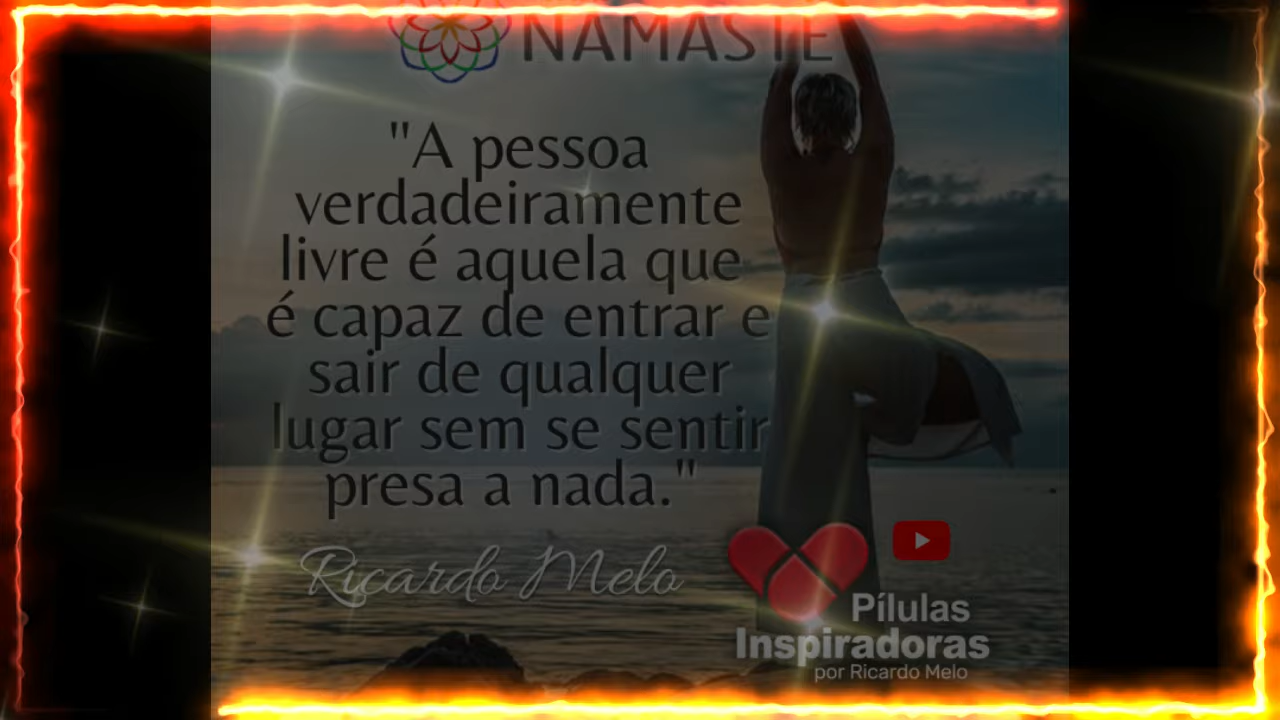 NAMASTE
"A pessoa
verdadeiramente
livre é aquela que
é capaz de entrar e
sair de qualquer
lugar sem se sentir
presa a nada."
Ricardo Melo
Pílulas
Inspiradoras
por Ricardo Melo